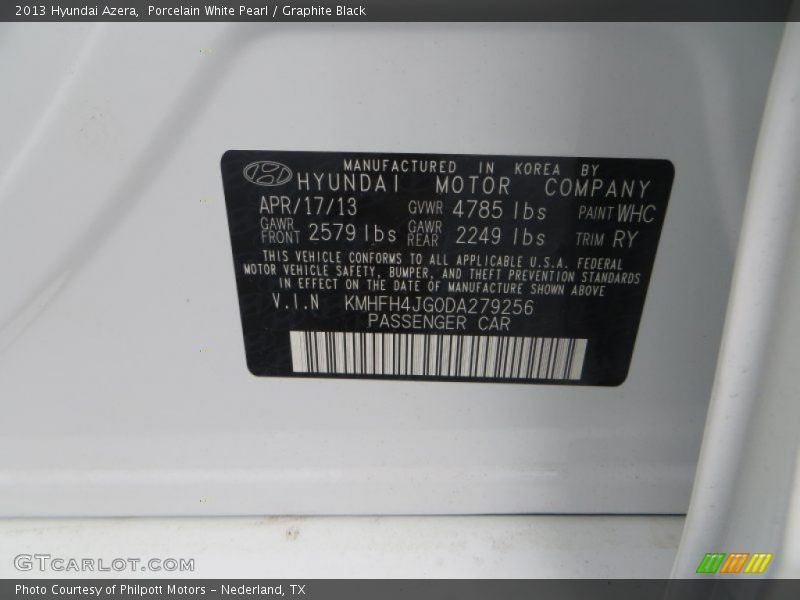 2013 Hyundai Azera, Porcelain White Pearl / Graphite Black
MANUFACTURED IN KOREA BY
HYUNDAI MOTOR COMPANY
APR/17/13 GVWR 4785 lbs PAINT WHC
GAWR FRONT 2579 lbs GAWR REAR 2249 lbs TRIM RY
THIS VEHICLE CONFORMS TO ALL APPLICABLE U.S.A. FEDERAL
MOTOR VEHICLE SAFETY, BUMPER, AND THEFT PREVENTION STANDARDS
IN EFFECT ON THE DATE OF MANUFACTURE SHOWN ABOVE
V.I.N KMHFH4JG0DA279256
PASSENGER CAR
GTCARLOT.COM
Photo Courtesy of Philpott Motors - Nederland, TX